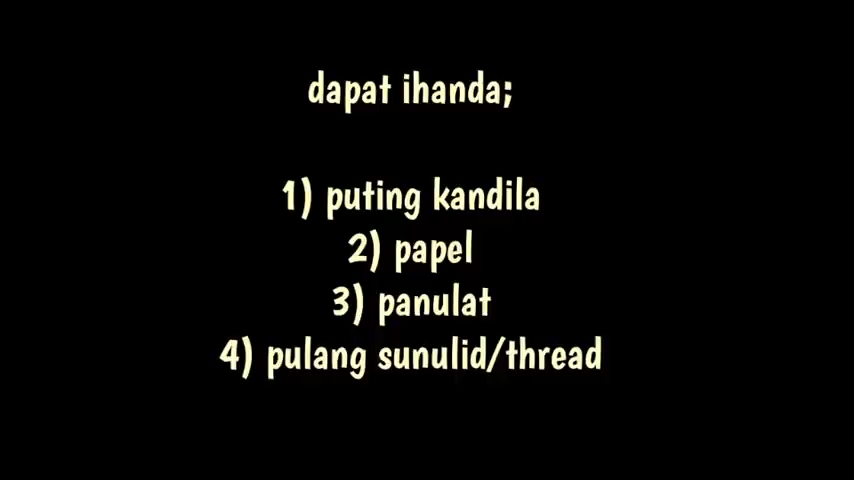 dapat ihanda;
1) puting kandila
2) papel
3) panulat
4) pulang sunulid/thread